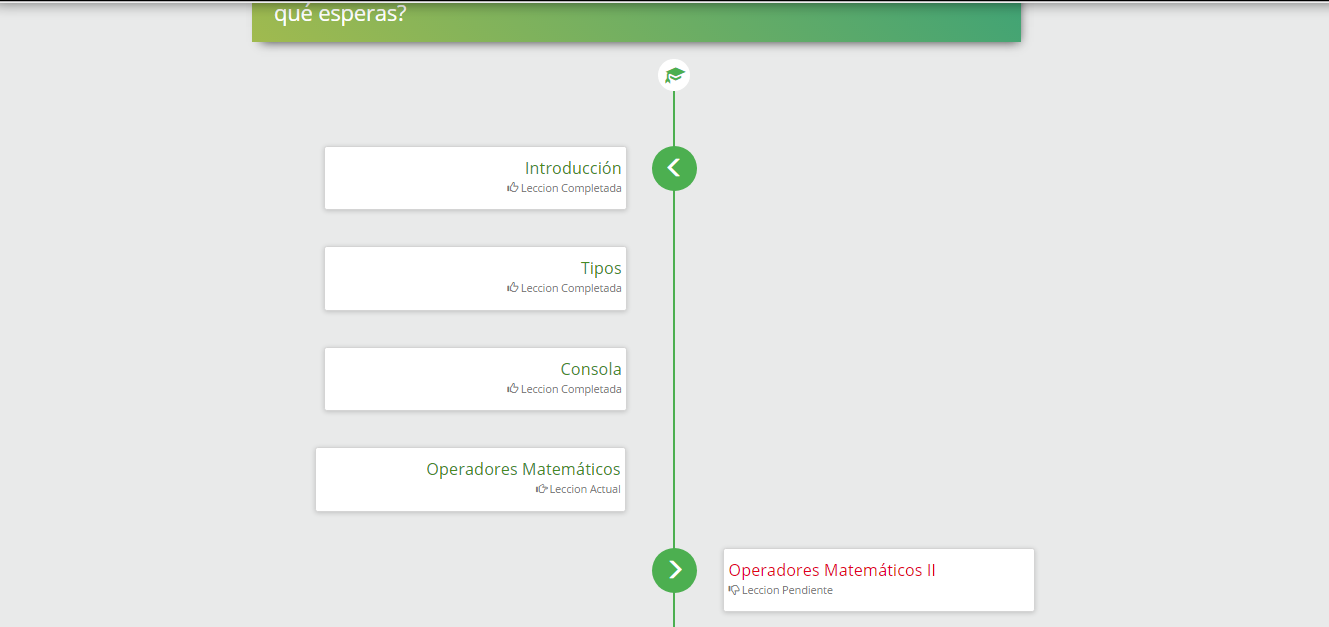 qué esperas?
Introducción
Leccion Completada
Tipos
Leccion Completada
Consola
Leccion Completada
Operadores Matemáticos
Leccion Actual
Operadores Matemáticos II
Leccion Pendiente